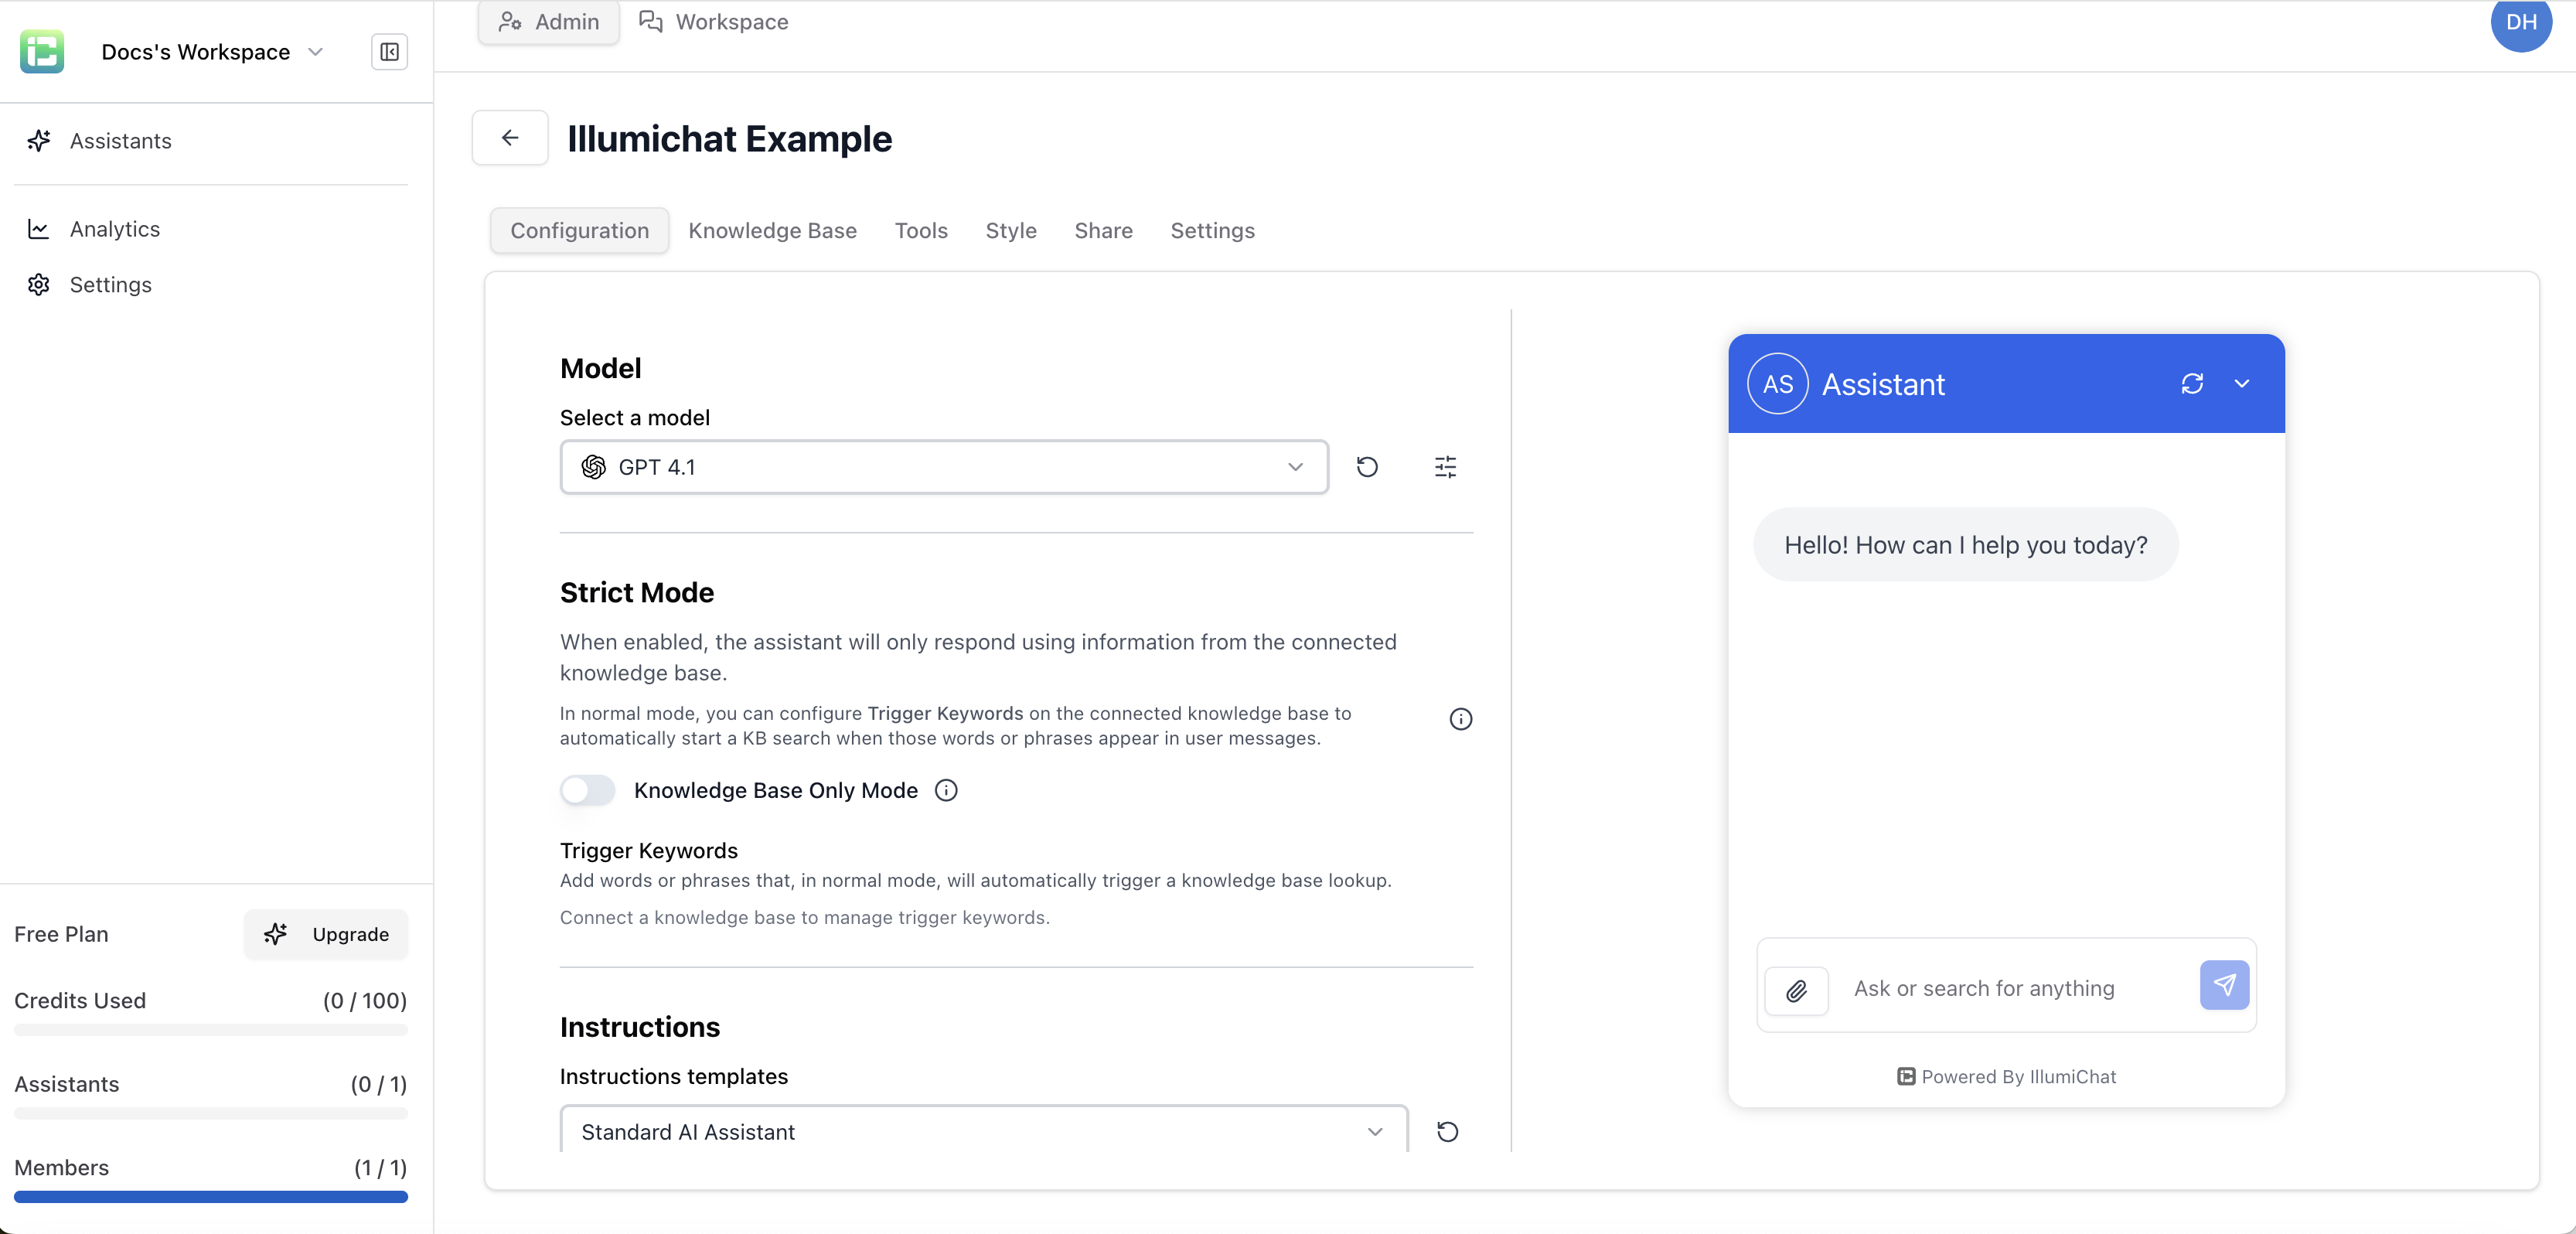 Docs's Workspace
Assistants
Analytics
Settings
Free Plan
Upgrade
Credits Used (0 / 100)
Assistants (0 / 1)
Members (1 / 1)
Admin Workspace
DH
Illumichat Example
Configuration Knowledge Base Tools Style Share Settings
Model
Select a model
GPT 4.1
Strict Mode
When enabled, the assistant will only respond using information from the connected
knowledge base.
In normal mode, you can configure Trigger Keywords on the connected knowledge base to
automatically start a KB search when those words or phrases appear in user messages.
Knowledge Base Only Mode
Trigger Keywords
Add words or phrases that, in normal mode, will automatically trigger a knowledge base lookup.
Connect a knowledge base to manage trigger keywords.
Instructions
Instructions templates
Standard AI Assistant
AS Assistant
Hello! How can I help you today?
Ask or search for anything
Powered By IllumiChat